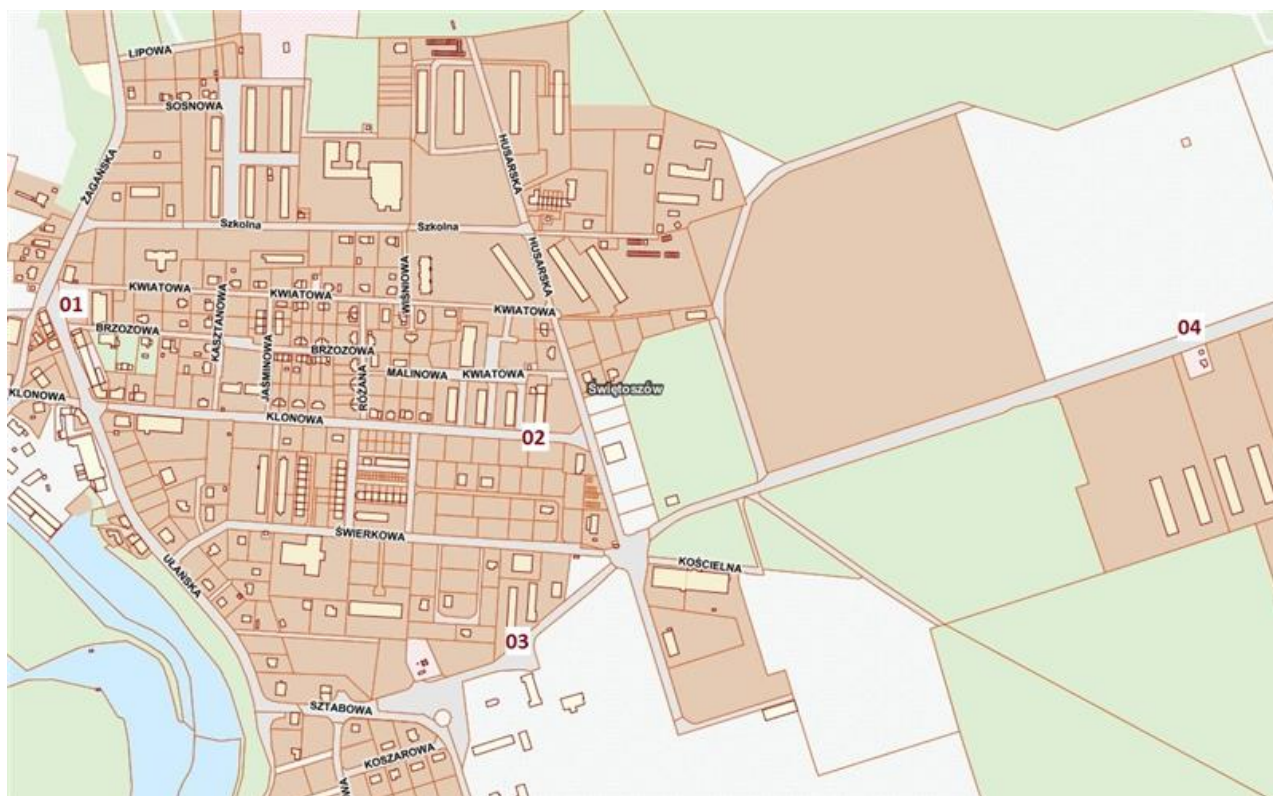 LIPOWA
SOSNOWA
ŻAGAŃSKA
HUSARSKA
Szkolna
Szkolna
HUSARSKA
WIŚNIOWA
KWIATOWA
KWIATOWA
KWIATOWA
01
04
BRZOZOWA
KASZTANOWA
JAŚMINOWA
BRZOZOWA
RÓŻANA
MALINOWA
KWIATOWA
Świętoszów
KLONOWA
KLONOWA
02
ŚWIERKOWA
UŁAŃSKA
KOŚCIELNA
03
SZTABOWA
KOSZAROWA
WA